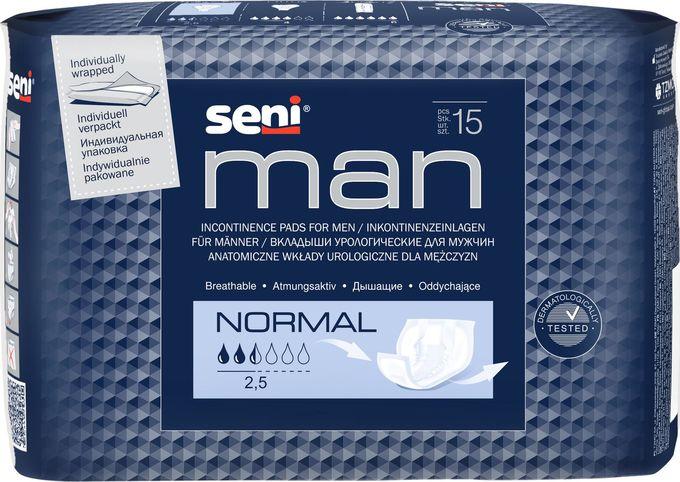 Individually
wrapped
Individuell
verpackt
Индивидуальная
упаковка
Indywidualnie
pakowane
seni®
pcs
Stk.
шт.
szt.
15
man
INCONTINENCE PADS FOR MEN / INKONTINENZEINLAGEN
FÜR MÄNNER / ВКЛАДЫШИ УРОЛОГИЧЕСКИЕ ДЛЯ МУЖЧИН
ANATOMICZNE WKŁADY UROLOGICZNE DLA MĘŻCZYZN
Breathable • Atmungsaktiv • Дышащие • Oddychające
NORMAL
2,5
DERMATOLOGICALLY
TESTED
seni